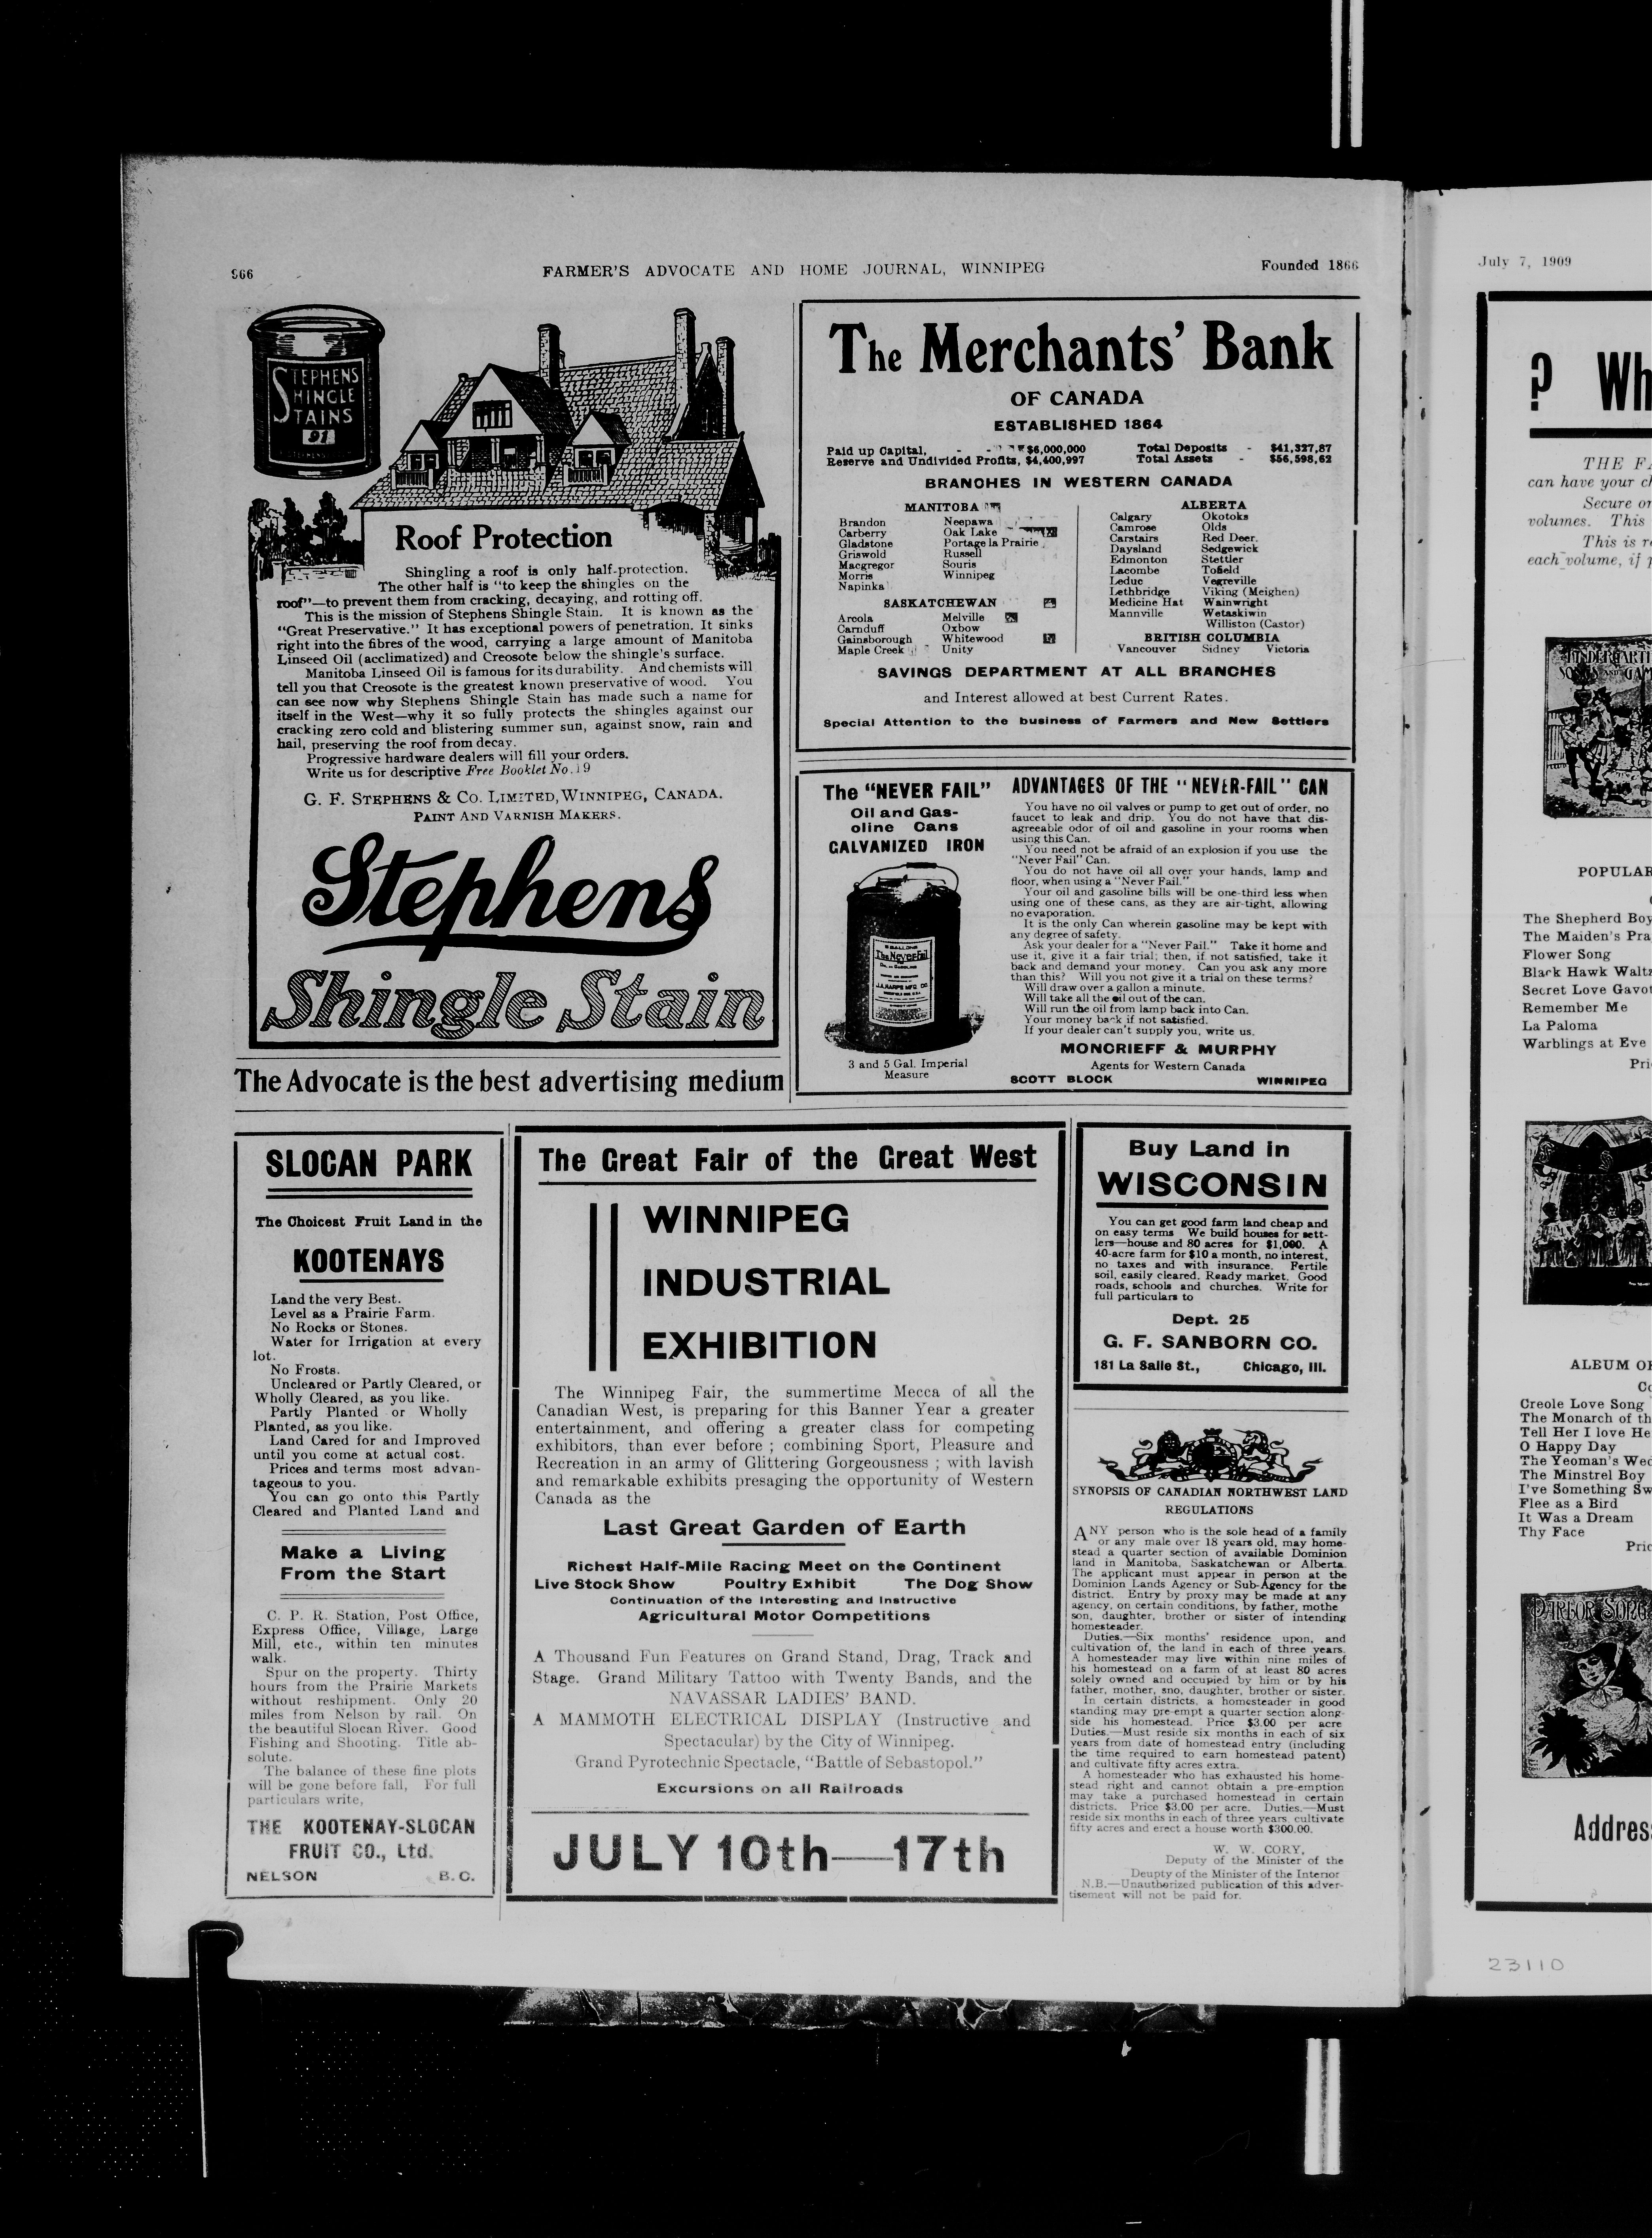 966
FARMER'S ADVOCATE AND HOME JOURNAL, WINNIPEG
Founded 1866
STEPHENS
SHINGLE
STAINS
91
Roof Protection
Shingling a roof is only half-protection.
The other half is "to keep the shingles on the
roof"—to prevent them from cracking, decaying, and rotting off.
This is the mission of Stephens Shingle Stain. It is known as the
"Great Preservative." It has exceptional powers of penetration. It sinks
right into the fibres of the wood, carrying a large amount of Manitoba
Linseed Oil (acclimatized) and Creosote below the shingle's surface.
Manitoba Linseed Oil is famous for its durability. And chemists will
tell you that Creosote is the greatest known preservative of wood. You
can see now why Stephens Shingle Stain has made such a name for
itself in the West—why it so fully protects the shingles against our
cracking zero cold and blistering summer sun, against snow, rain and
hail, preserving the roof from decay.
Progressive hardware dealers will fill your orders.
Write us for descriptive Free Booklet No. 19
G. F. STEPHENS & CO. LIMITED, WINNIPEG, CANADA.
PAINT AND VARNISH MAKERS.
Stephens
Shingle Stain
The Advocate is the best advertising medium
The Merchants' Bank
OF CANADA
ESTABLISHED 1864
Paid up Capital, - - $6,000,000 Total Deposits - $41,327,87
Reserve and Undivided Profits, $4,400,997 Total Assets - $56,598,62
BRANCHES IN WESTERN CANADA
MANITOBA
Brandon Neepawa
Carberry Oak Lake
Gladstone Portage la Prairie
Griswold Russell
Macgregor Souris
Morris Winnipeg
Napinka
SASKATCHEWAN
Arcola Melville
Carnduff Oxbow
Gainsborough Whitewood
Maple Creek Unity
ALBERTA
Calgary Okotoks
Camrose Olds
Carstairs Red Deer.
Daysland Sedgewick
Edmonton Stettler
Lacombe Tofield
Leduc Vegreville
Lethbridge Viking (Meighen)
Medicine Hat Wainwright
Mannville Wetaskiwin
Williston (Castor)
BRITISH COLUMBIA
Vancouver Sidney Victoria
SAVINGS DEPARTMENT AT ALL BRANCHES
and Interest allowed at best Current Rates.
Special Attention to the business of Farmers and New Settlers
The "NEVER FAIL"
Oil and Gas-
oline Cans
GALVANIZED IRON
5 GALLONS
The Never Fail
J.A. HARPS MFG. CO.
3 and 5 Gal. Imperial
Measure
ADVANTAGES OF THE "NEVER-FAIL" CAN
You have no oil valves or pump to get out of order, no
faucet to leak and drip. You do not have that dis-
agreeable odor of oil and gasoline in your rooms when
using this Can.
You need not be afraid of an explosion if you use the
"Never Fail" Can.
You do not have oil all over your hands, lamp and
floor, when using a "Never Fail."
Your oil and gasoline bills will be one-third less when
using one of these cans, as they are air-tight, allowing
no evaporation.
It is the only Can wherein gasoline may be kept with
any degree of safety.
Ask your dealer for a "Never Fail." Take it home and
use it, give it a fair trial; then, if not satisfied, take it
back and demand your money. Can you ask any more
than this? Will you not give it a trial on these terms?
Will draw over a gallon a minute.
Will take all the oil out of the can.
Will run the oil from lamp back into Can.
Your money back if not satisfied.
If your dealer can't supply you, write us.
MONCRIEFF & MURPHY
Agents for Western Canada
SCOTT BLOCK WINNIPEG
SLOCAN PARK
The Choicest Fruit Land in the
KOOTENAYS
Land the very Best.
Level as a Prairie Farm.
No Rocks or Stones.
Water for Irrigation at every
lot.
No Frosts.
Uncleared or Partly Cleared, or
Wholly Cleared, as you like.
Partly Planted or Wholly
Planted, as you like.
Land Cared for and Improved
until you come at actual cost.
Prices and terms most advan-
tageous to you.
You can go onto this Partly
Cleared and Planted Land and
Make a Living
From the Start
C. P. R. Station, Post Office,
Express Office, Village, Large
Mill, etc., within ten minutes
walk.
Spur on the property. Thirty
hours from the Prairie Markets
without reshipment. Only 20
miles from Nelson by rail. On
the beautiful Slocan River. Good
Fishing and Shooting. Title ab-
solute.
The balance of these fine plots
will be gone before fall, For full
particulars write,
THE KOOTENAY-SLOCAN
FRUIT CO., Ltd.
NELSON B. C.
The Great Fair of the Great West
WINNIPEG
INDUSTRIAL
EXHIBITION
The Winnipeg Fair, the summertime Mecca of all the
Canadian West, is preparing for this Banner Year a greater
entertainment, and offering a greater class for competing
exhibitors, than ever before ; combining Sport, Pleasure and
Recreation in an army of Glittering Gorgeousness ; with lavish
and remarkable exhibits presaging the opportunity of Western
Canada as the
Last Great Garden of Earth
Richest Half-Mile Racing Meet on the Continent
Live Stock Show Poultry Exhibit The Dog Show
Continuation of the Interesting and Instructive
Agricultural Motor Competitions
A Thousand Fun Features on Grand Stand, Drag, Track and
Stage. Grand Military Tattoo with Twenty Bands, and the
NAVASSAR LADIES' BAND.
A MAMMOTH ELECTRICAL DISPLAY (Instructive and
Spectacular) by the City of Winnipeg.
Grand Pyrotechnic Spectacle, "Battle of Sebastopol."
Excursions on all Railroads
JULY 10th—17th
Buy Land in
WISCONSIN
You can get good farm land cheap and
on easy terms We build houses for sett-
lers—house and 80 acres for $1,000. A
40-acre farm for $10 a month, no interest,
no taxes and with insurance. Fertile
soil, easily cleared. Ready market. Good
roads, schools and churches. Write for
full particulars to
Dept. 25
G. F. SANBORN CO.
181 La Salle St., Chicago, Ill.
SYNOPSIS OF CANADIAN NORTHWEST LAND
REGULATIONS
ANY person who is the sole head of a family
or any male over 18 years old, may home-
stead a quarter section of available Dominion
land in Manitoba, Saskatchewan or Alberta.
The applicant must appear in person at the
Dominion Lands Agency or Sub-Agency for the
district. Entry by proxy may be made at any
agency, on certain conditions, by father, mothe
son, daughter, brother or sister of intending
homesteader.
Duties.—Six months' residence upon, and
cultivation of, the land in each of three years.
A homesteader may live within nine miles of
his homestead on a farm of at least 80 acres
solely owned and occupied by him or by his
father, mother, sno, daughter, brother or sister.
In certain districts, a homesteader in good
standing may pre-empt a quarter section along-
side his homestead. Price $3.00 per acre
Duties.—Must reside six months in each of six
years from date of homestead entry (including
the time required to earn homestead patent)
and cultivate fifty acres extra.
A homesteader who has exhausted his home-
stead right and cannot obtain a pre-emption
may take a purchased homestead in certain
districts. Price $3.00 per acre. Duties.—Must
reside six months in each of three years, cultivate
fifty acres and erect a house worth $300.00.
W. W. CORY,
Deputy of the Minister of the
Deupty of the Minister of the Interior
N.B.—Unauthorized publication of this adver-
tisement will not be paid for.
July 7, 1909
? Wh
THE FA
can have your ch
Secure or
volumes. This
This is r
each volume, if p
KINDERGARTE
SONGS AND GAM
POPULAR
The Shepherd Boy
The Maiden's Pra
Flower Song
Black Hawk Waltz
Secret Love Gavot
Remember Me
La Paloma
Warblings at Eve
Pri
ALBUM OF
Co
Creole Love Song
The Monarch of th
Tell Her I love He
O Happy Day
The Yeoman's Wed
The Minstrel Boy
I've Something Sw
Flee as a Bird
It Was a Dream
Thy Face
Pric
PARLOR SONG
Address
23110